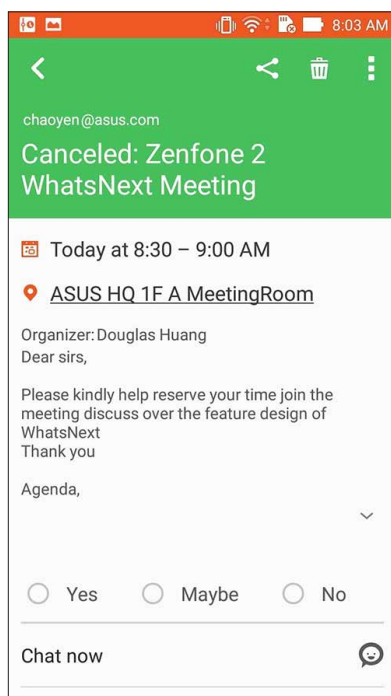 8:03 AM
chaoyen@asus.com
Canceled: Zenfone 2
WhatsNext Meeting
Today at 8:30 – 9:00 AM
ASUS HQ 1F A MeetingRoom
Organizer: Douglas Huang
Dear sirs,
Please kindly help reserve your time join the
meeting discuss over the feature design of
WhatsNext
Thank you
Agenda,
Yes Maybe No
Chat now